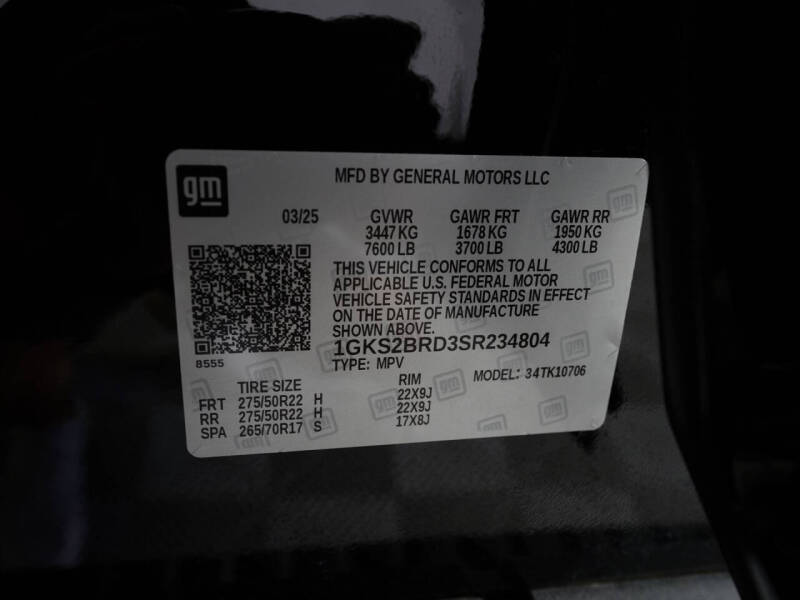 gm
MFD BY GENERAL MOTORS LLC
03/25 GVWR GAWR FRT GAWR RR
3447 KG 1678 KG 1950 KG
7600 LB 3700 LB 4300 LB
THIS VEHICLE CONFORMS TO ALL
APPLICABLE U.S. FEDERAL MOTOR
VEHICLE SAFETY STANDARDS IN EFFECT
ON THE DATE OF MANUFACTURE
SHOWN ABOVE.
1GKS2BRD3SR234804
8555
TYPE: MPV MODEL: 34TK10706
TIRE SIZE RIM
FRT 275/50R22 H 22X9J
RR 275/50R22 H 22X9J
SPA 265/70R17 S 17X8J